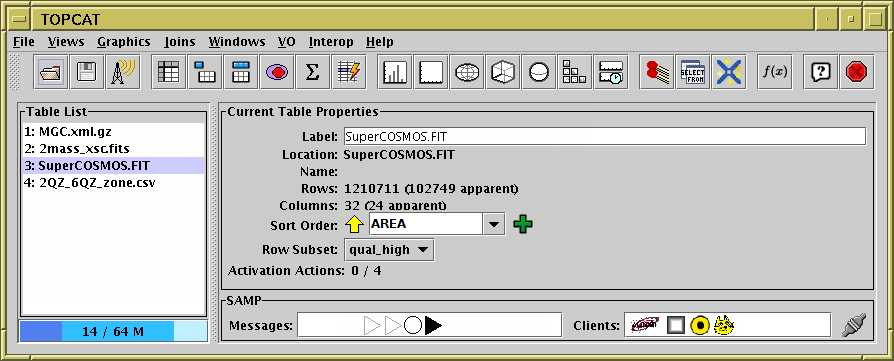 TOPCAT
File Views Graphics Joins Windows VO Interop Help
Σ SELECT FROM f(x) ?
Table List
1: MGC.xml.gz
2: 2mass_xsc.fits
3: SuperCOSMOS.FIT
4: 2QZ_6QZ_zone.csv
14 / 64 M
Current Table Properties
Label: SuperCOSMOS.FIT
Location: SuperCOSMOS.FIT
Name:
Rows: 1210711 (102749 apparent)
Columns: 32 (24 apparent)
Sort Order: AREA
Row Subset: qual_high
Activation Actions: 0 / 4
SAMP
Messages: Clients: